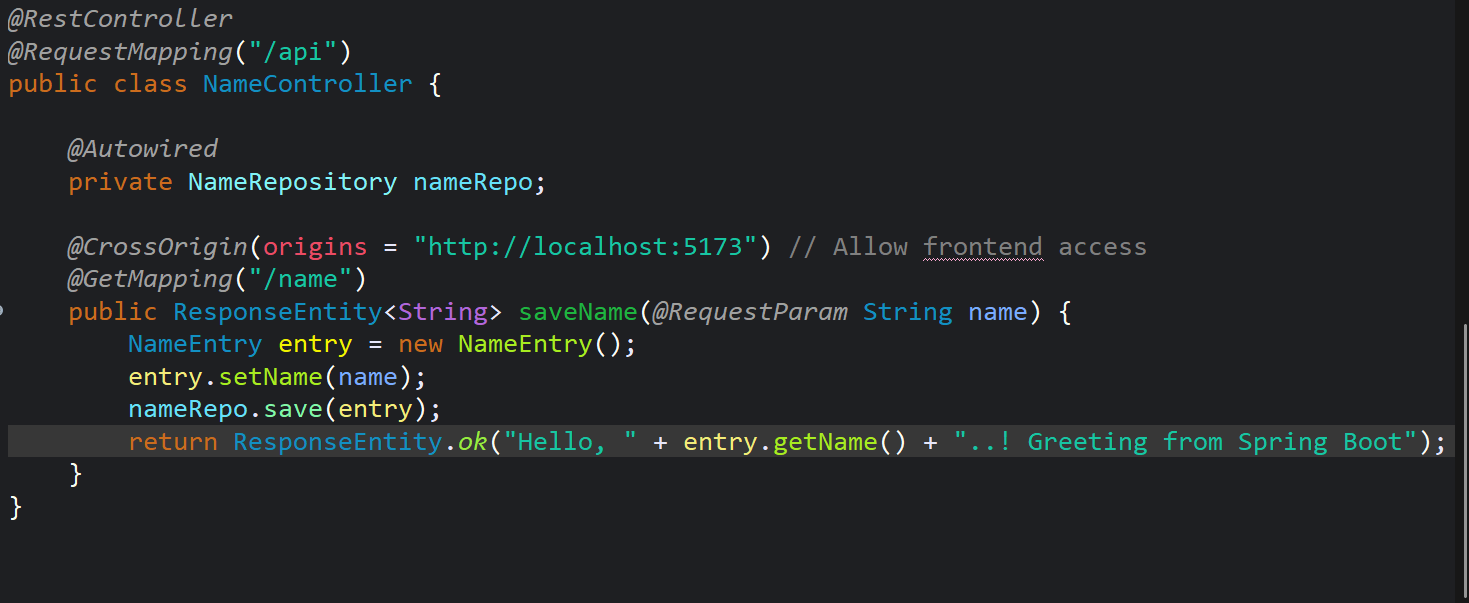 @RestController
@RequestMapping("/api")
public class NameController {
@Autowired
private NameRepository nameRepo;
@CrossOrigin(origins = "http://localhost:5173") // Allow frontend access
@GetMapping("/name")
public ResponseEntity<String> saveName(@RequestParam String name) {
NameEntry entry = new NameEntry();
entry.setName(name);
nameRepo.save(entry);
return ResponseEntity.ok("Hello, " + entry.getName() + "..! Greeting from Spring Boot");
}
}